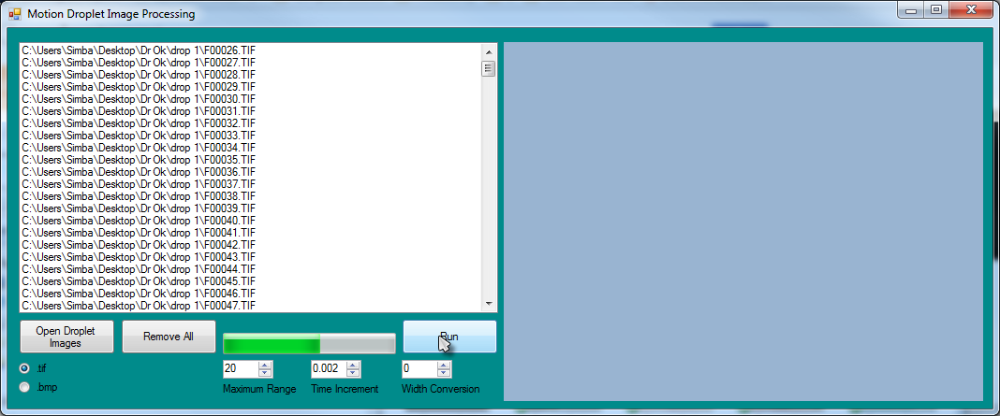 Motion Droplet Image Processing
C:\Users\Simba\Desktop\Dr Ok\drop 1\F00026.TIF
C:\Users\Simba\Desktop\Dr Ok\drop 1\F00027.TIF
C:\Users\Simba\Desktop\Dr Ok\drop 1\F00028.TIF
C:\Users\Simba\Desktop\Dr Ok\drop 1\F00029.TIF
C:\Users\Simba\Desktop\Dr Ok\drop 1\F00030.TIF
C:\Users\Simba\Desktop\Dr Ok\drop 1\F00031.TIF
C:\Users\Simba\Desktop\Dr Ok\drop 1\F00032.TIF
C:\Users\Simba\Desktop\Dr Ok\drop 1\F00033.TIF
C:\Users\Simba\Desktop\Dr Ok\drop 1\F00034.TIF
C:\Users\Simba\Desktop\Dr Ok\drop 1\F00035.TIF
C:\Users\Simba\Desktop\Dr Ok\drop 1\F00036.TIF
C:\Users\Simba\Desktop\Dr Ok\drop 1\F00037.TIF
C:\Users\Simba\Desktop\Dr Ok\drop 1\F00038.TIF
C:\Users\Simba\Desktop\Dr Ok\drop 1\F00039.TIF
C:\Users\Simba\Desktop\Dr Ok\drop 1\F00040.TIF
C:\Users\Simba\Desktop\Dr Ok\drop 1\F00041.TIF
C:\Users\Simba\Desktop\Dr Ok\drop 1\F00042.TIF
C:\Users\Simba\Desktop\Dr Ok\drop 1\F00043.TIF
C:\Users\Simba\Desktop\Dr Ok\drop 1\F00044.TIF
C:\Users\Simba\Desktop\Dr Ok\drop 1\F00045.TIF
C:\Users\Simba\Desktop\Dr Ok\drop 1\F00046.TIF
C:\Users\Simba\Desktop\Dr Ok\drop 1\F00047.TIF
Open Droplet
Images
Remove All
Run
.tif
20
0.002
0
.bmp
Maximum Range
Time Increment
Width Conversion